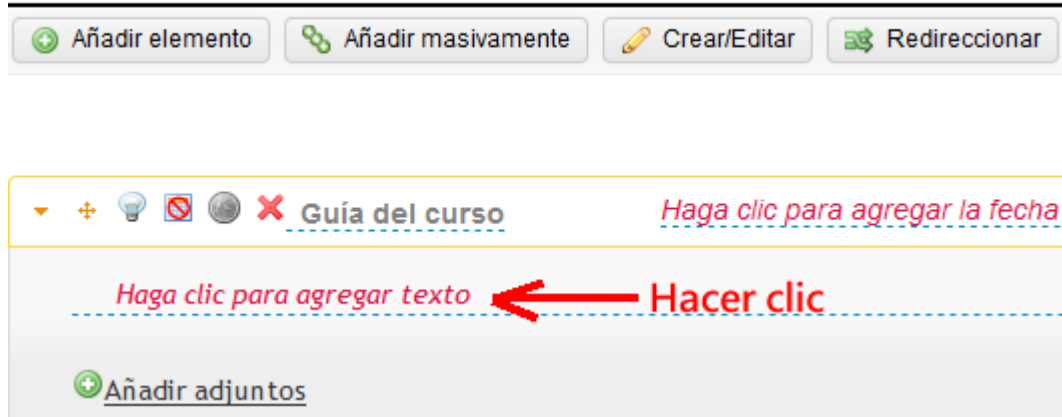 Añadir elemento Añadir masivamente Crear/Editar Redireccionar
Guía del curso Haga clic para agregar la fecha
Haga clic para agregar texto Hacer clic
Añadir adjuntos